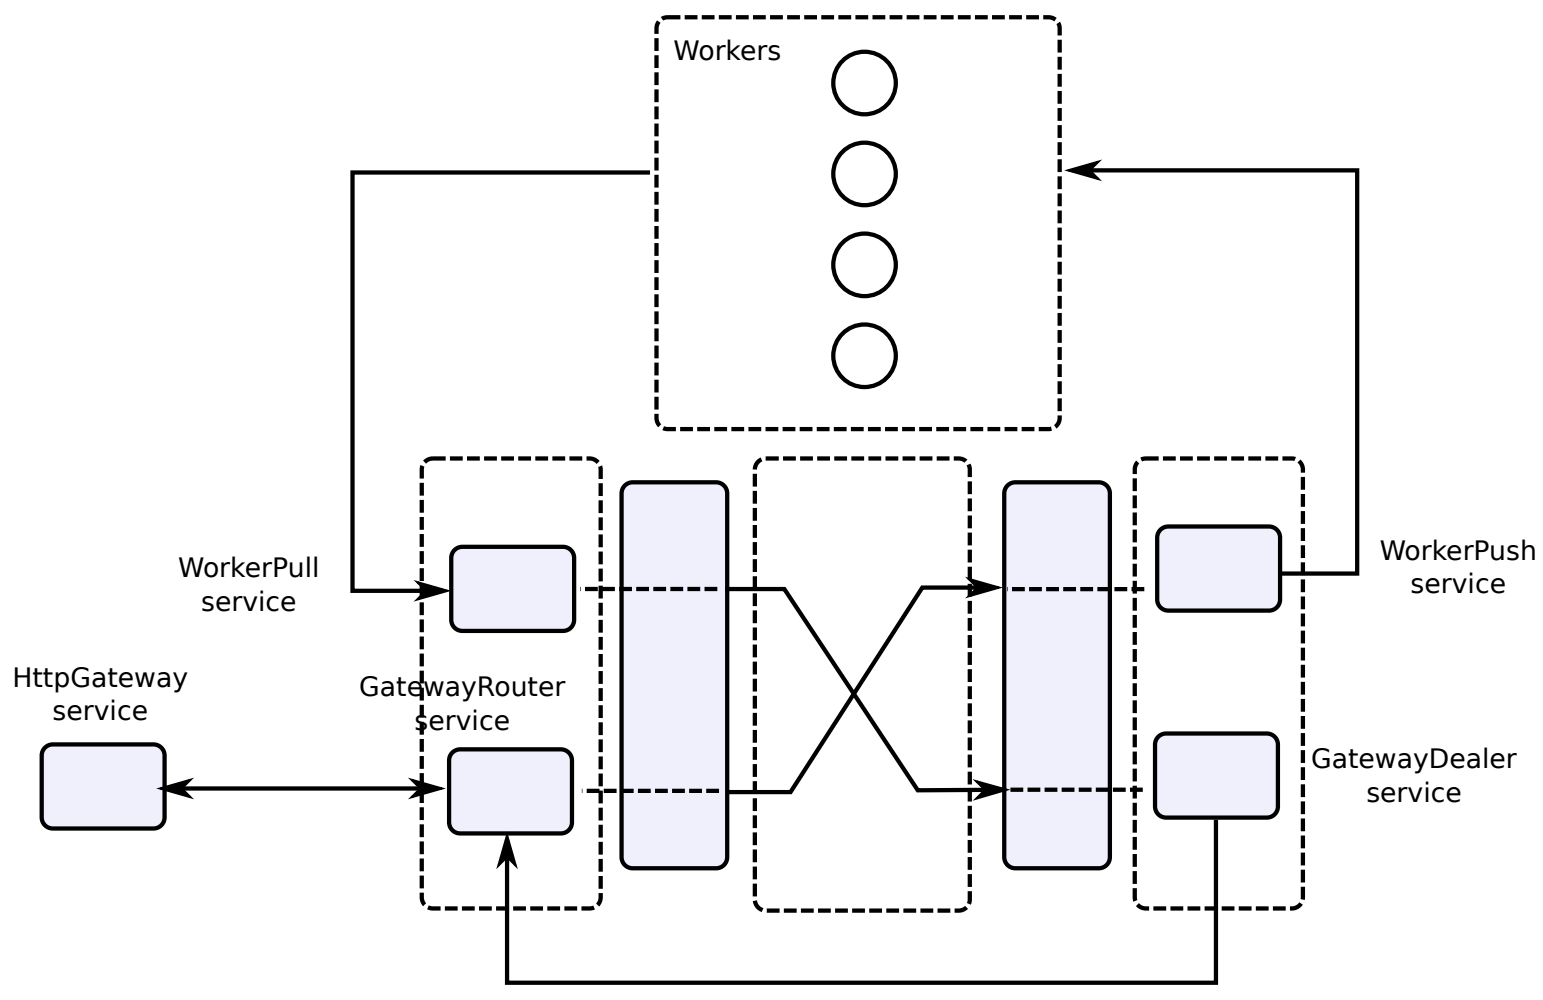 Workers
WorkerPull
service
WorkerPush
service
HttpGateway
service
GatewayRouter
service
GatewayDealer
service